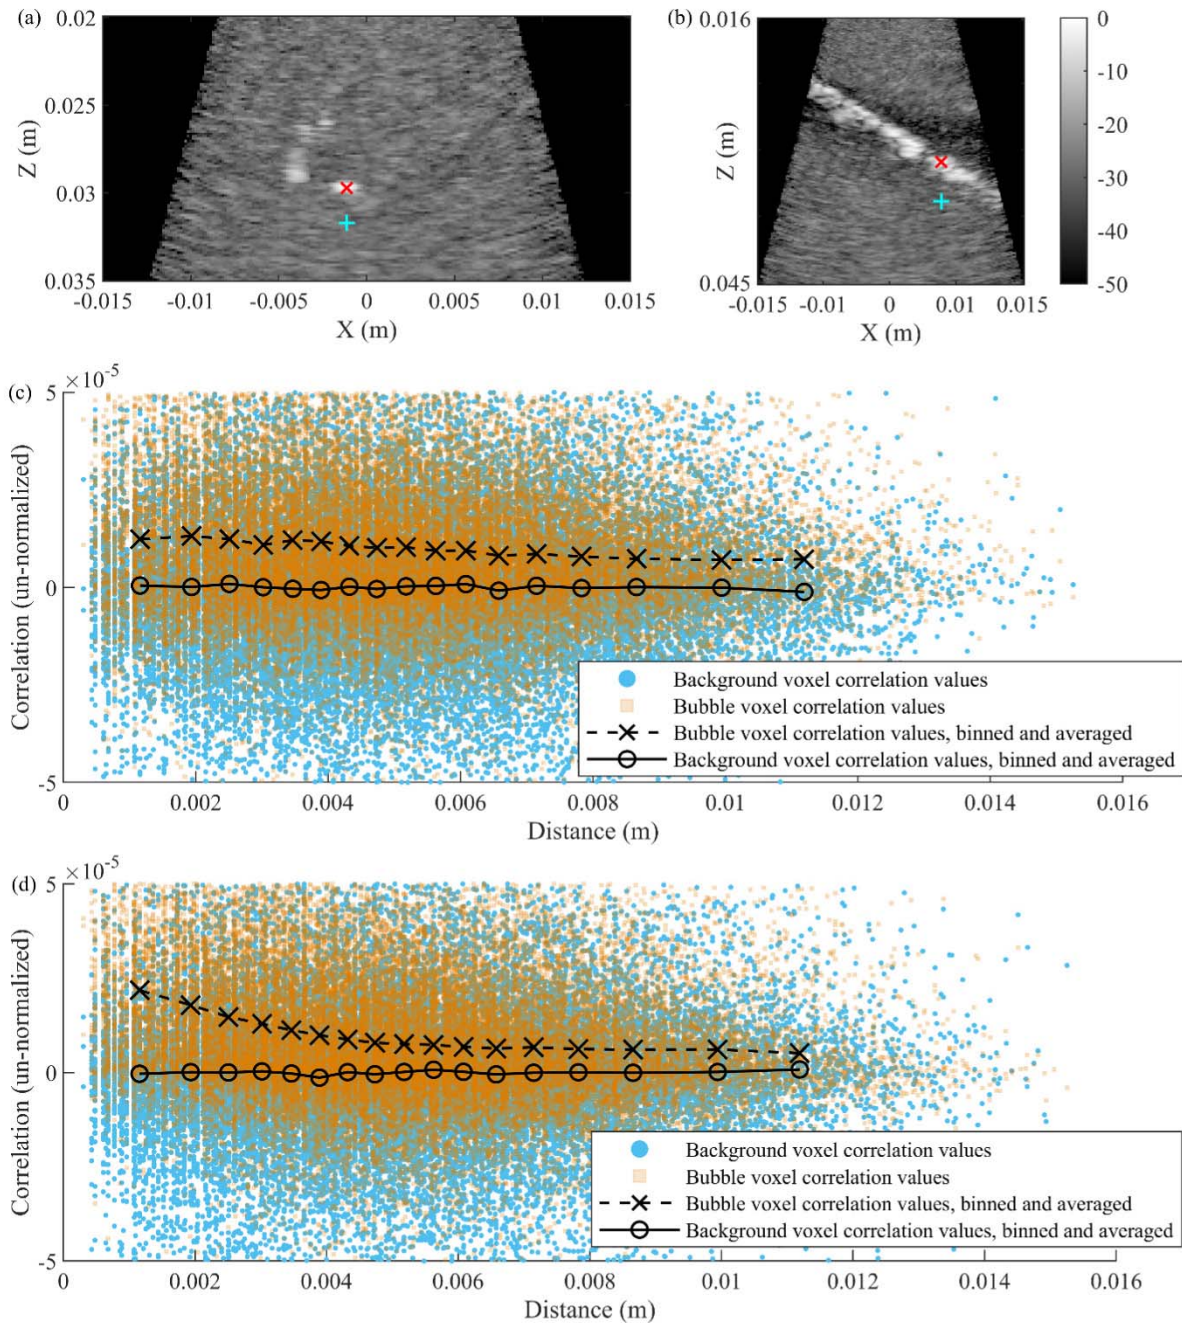 (a)
0.02
0.025
0.03
0.035
Z (m)
-0.015
-0.01
-0.005
0
0.005
0.01
0.015
X (m)
(b)
0.016
0.045
Z (m)
-0.015
-0.01
0
0.01
0.015
X (m)
0
-10
-20
-30
-40
-50
(c)
5
×10-5
0
-5
Correlation (un-normalized)
Background voxel correlation values
Bubble voxel correlation values
Bubble voxel correlation values, binned and averaged
Background voxel correlation values, binned and averaged
0
0.002
0.004
0.006
0.008
0.01
0.012
0.014
0.016
Distance (m)
(d)
5
×10-5
0
-5
Correlation (un-normalized)
Background voxel correlation values
Bubble voxel correlation values
Bubble voxel correlation values, binned and averaged
Background voxel correlation values, binned and averaged
0
0.002
0.004
0.006
0.008
0.01
0.012
0.014
0.016
Distance (m)